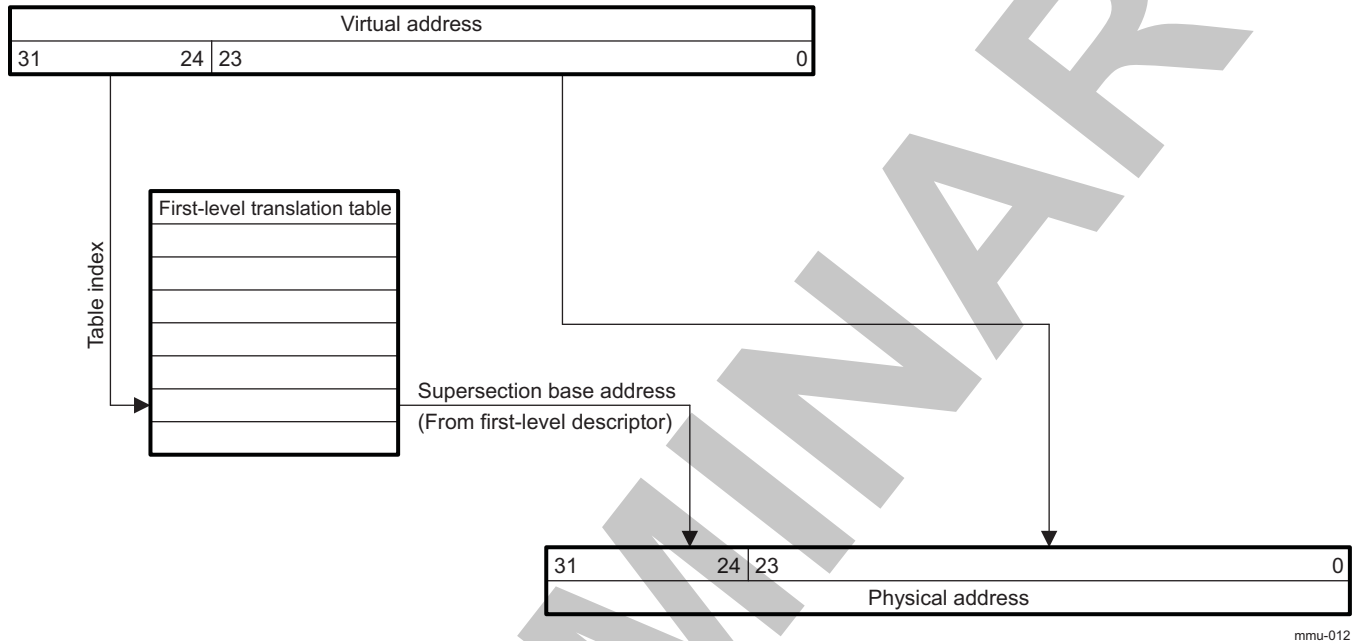 Virtual address
31 24 23 0
First-level translation table
Table index
Supersection base address
(From first-level descriptor)
31 24 23 0
Physical address
mmu-012